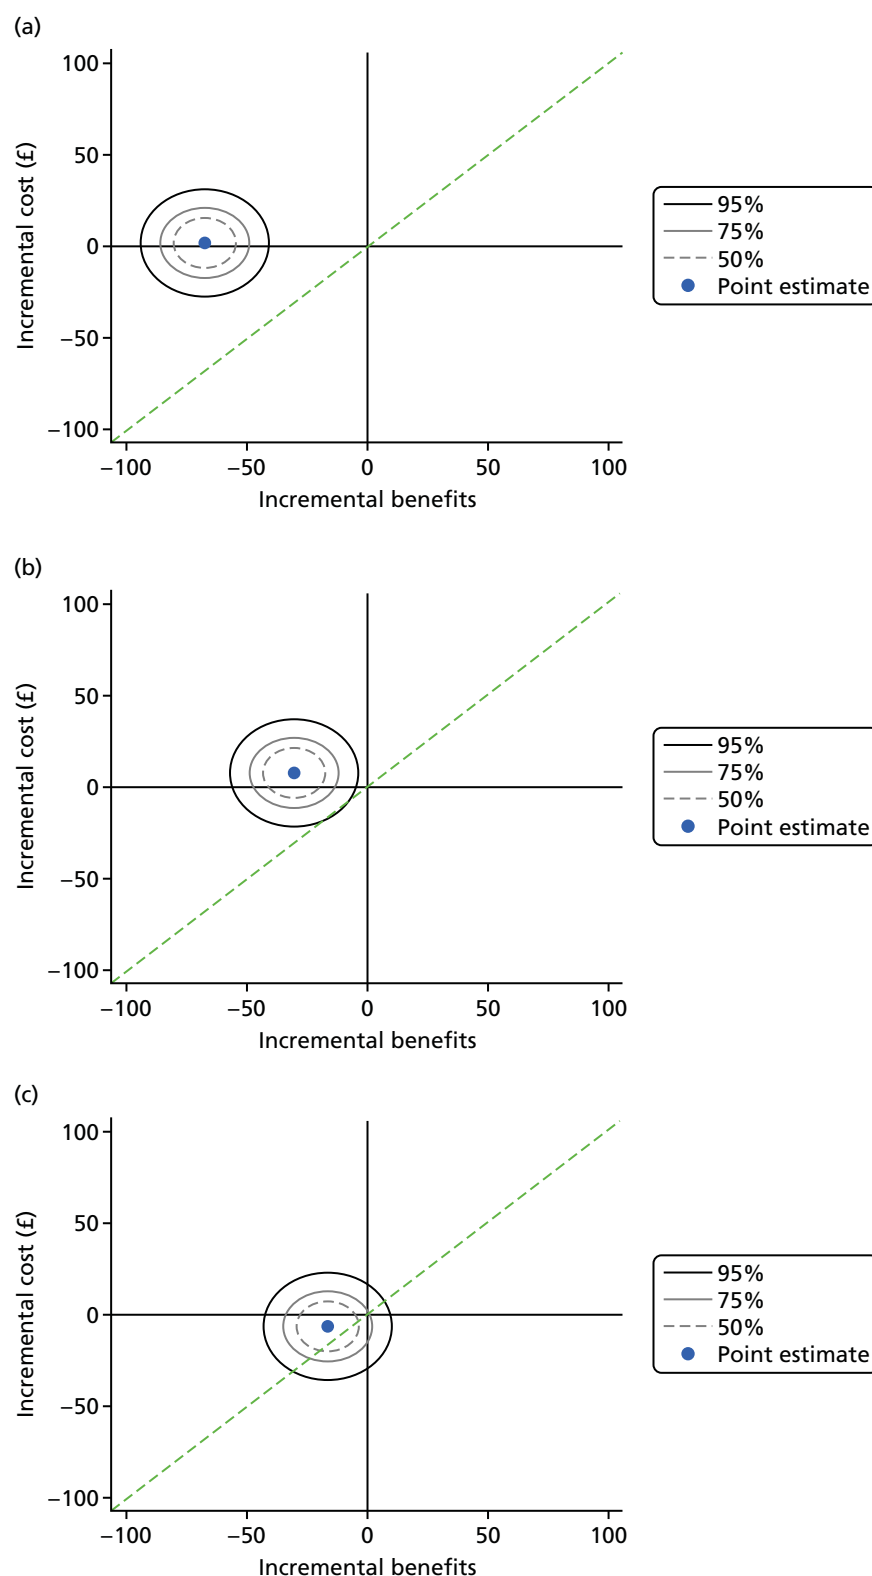 (a)
100
50
0
−50
−100
Incremental cost (£)
−100 −50 0 50 100
Incremental benefits
95%
75%
50%
Point estimate
(b)
100
50
0
−50
−100
Incremental cost (£)
−100 −50 0 50 100
Incremental benefits
95%
75%
50%
Point estimate
(c)
100
50
0
−50
−100
Incremental cost (£)
−100 −50 0 50 100
Incremental benefits
95%
75%
50%
Point estimate